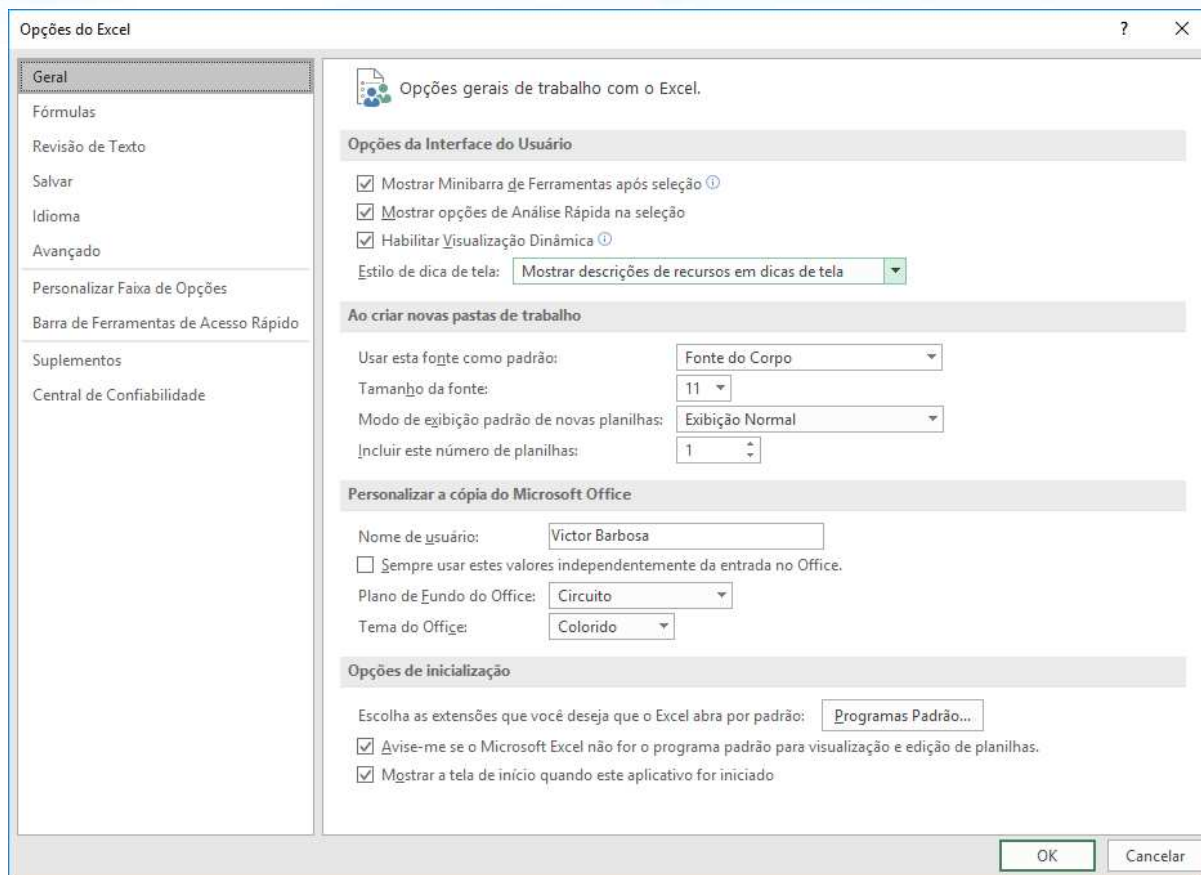 Opções do Excel
?
Geral
Fórmulas
Revisão de Texto
Salvar
Idioma
Avançado
Personalizar Faixa de Opções
Barra de Ferramentas de Acesso Rápido
Suplementos
Central de Confiabilidade
Opções gerais de trabalho com o Excel.
Opções da Interface do Usuário
Mostrar Minibarra de Ferramentas após seleção
Mostrar opções de Análise Rápida na seleção
Habilitar Visualização Dinâmica
Estilo de dica de tela: Mostrar descrições de recursos em dicas de tela
Ao criar novas pastas de trabalho
Usar esta fonte como padrão: Fonte do Corpo
Tamanho da fonte: 11
Modo de exibição padrão de novas planilhas: Exibição Normal
Incluir este número de planilhas: 1
Personalizar a cópia do Microsoft Office
Nome de usuário: Victor Barbosa
Sempre usar estes valores independentemente da entrada no Office.
Plano de Fundo do Office: Circuito
Tema do Office: Colorido
Opções de inicialização
Escolha as extensões que você deseja que o Excel abra por padrão: Programas Padrão...
Avise-me se o Microsoft Excel não for o programa padrão para visualização e edição de planilhas.
Mostrar a tela de início quando este aplicativo for iniciado
OK Cancelar